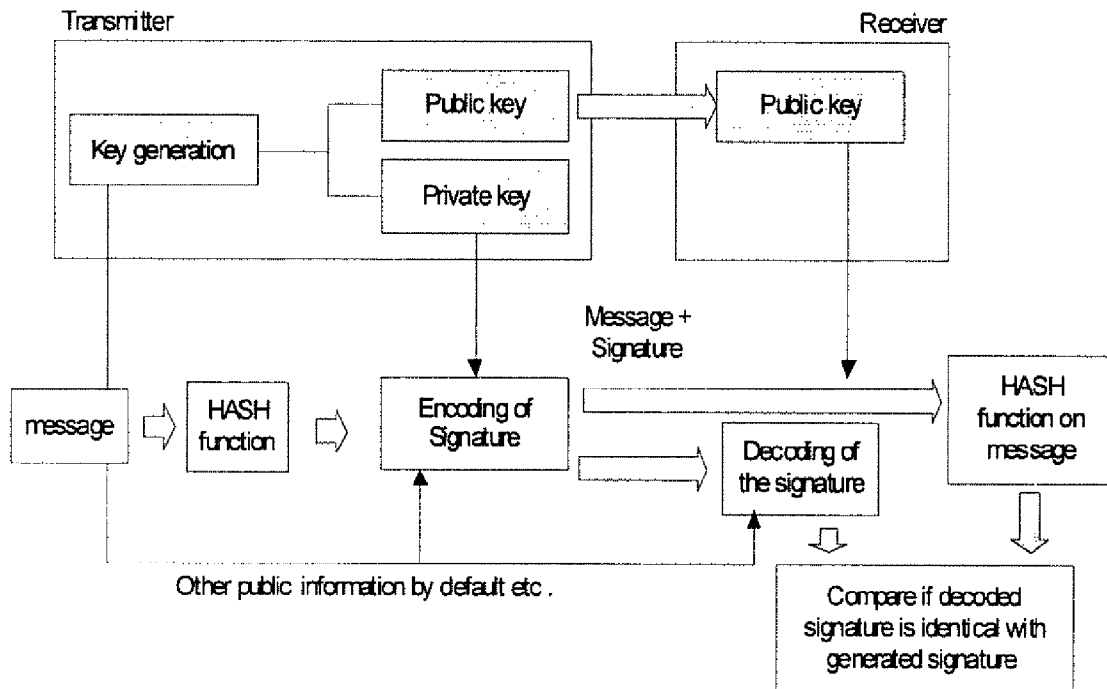 Transmitter
Receiver
Public key
Public key
Key generation
Private key
Message +
Signature
message
HASH
function
Encoding of
Signature
HASH
function on
message
Decoding of
the signature
Other public information by default etc .
Compare if decoded
signature is identical with
generated signature